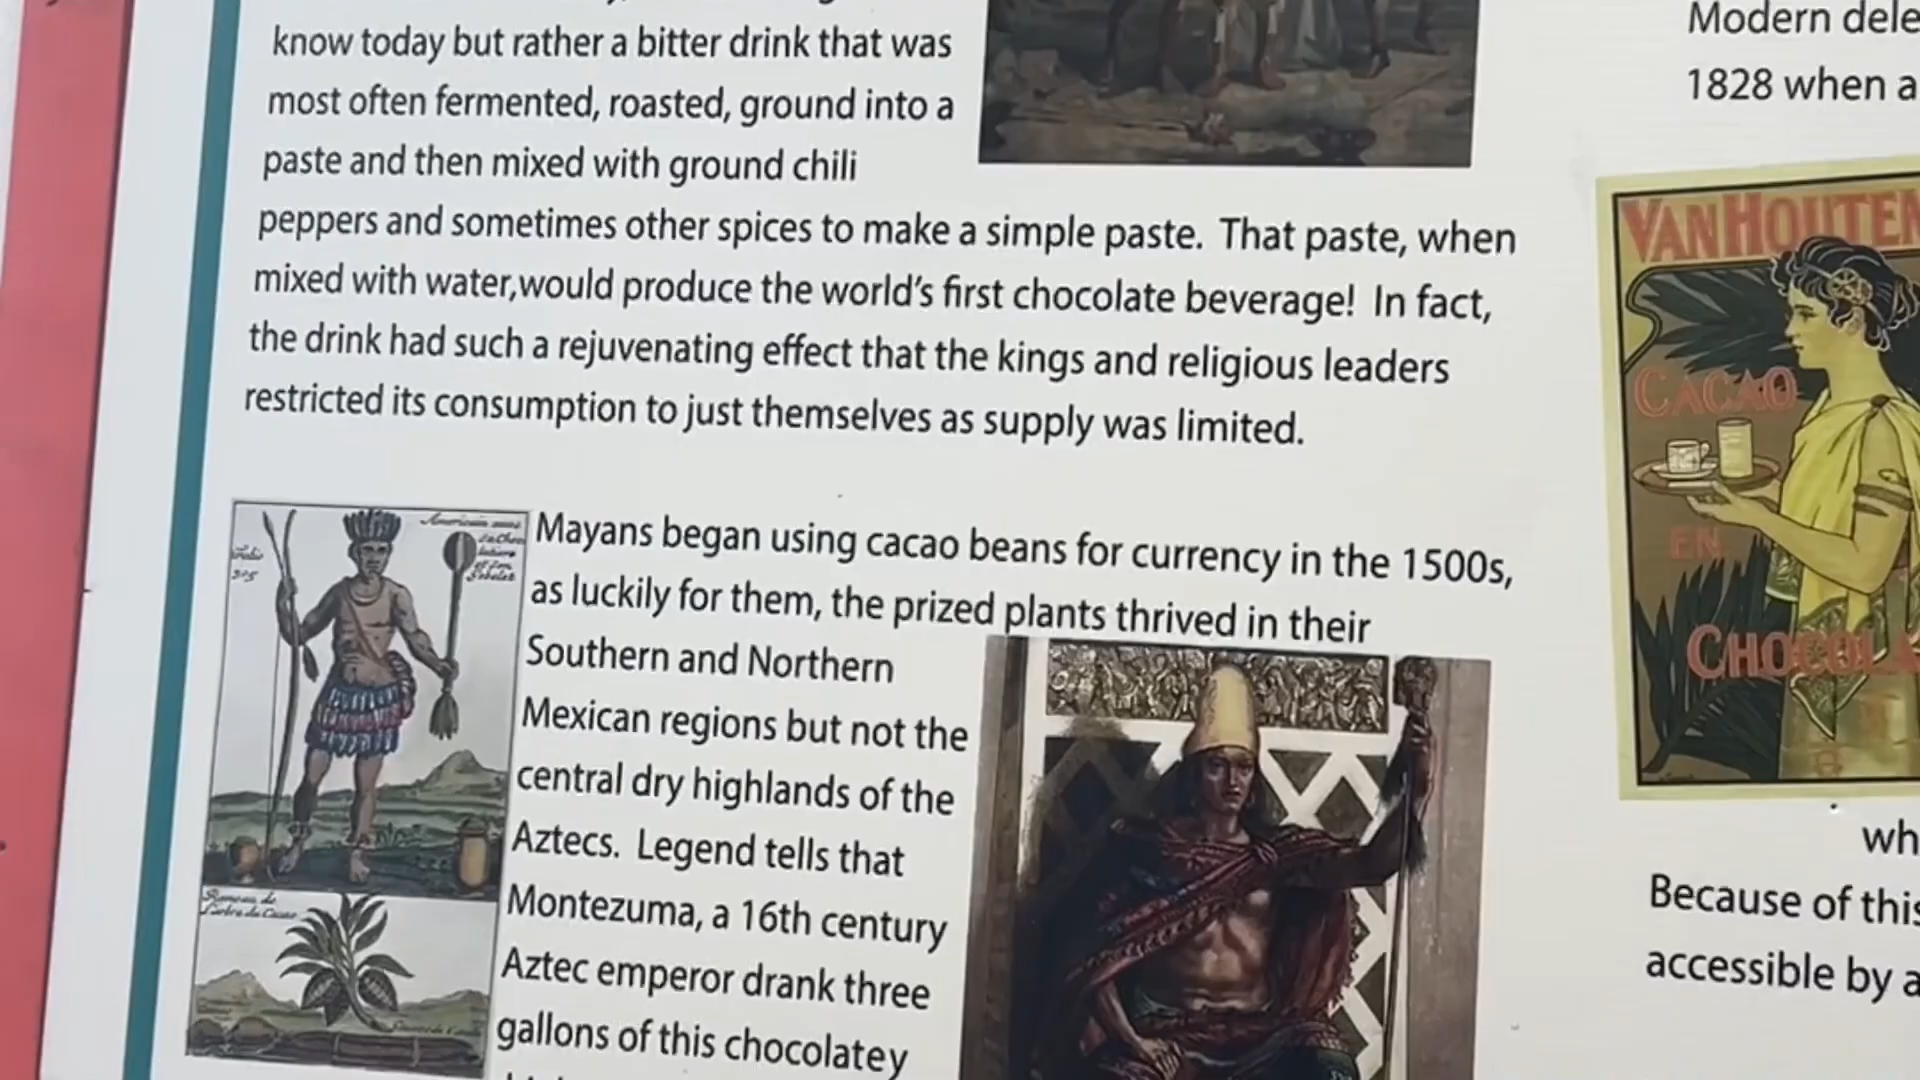 know today but rather a bitter drink that was
most often fermented, roasted, ground into a
paste and then mixed with ground chili
peppers and sometimes other spices to make a simple paste. That paste, when
mixed with water,would produce the world's first chocolate beverage! In fact,
the drink had such a rejuvenating effect that the kings and religious leaders
restricted its consumption to just themselves as supply was limited.
Mayans began using cacao beans for currency in the 1500s,
as luckily for them, the prized plants thrived in their
Southern and Northern
Mexican regions but not the
central dry highlands of the
Aztecs. Legend tells that
Montezuma, a 16th century
Aztec emperor drank three
gallons of this chocolatey
Modern dele
1828 when a
VAN HOUTEN
CACAO
EN
CHOCOLA
wh
Because of this
accessible by a